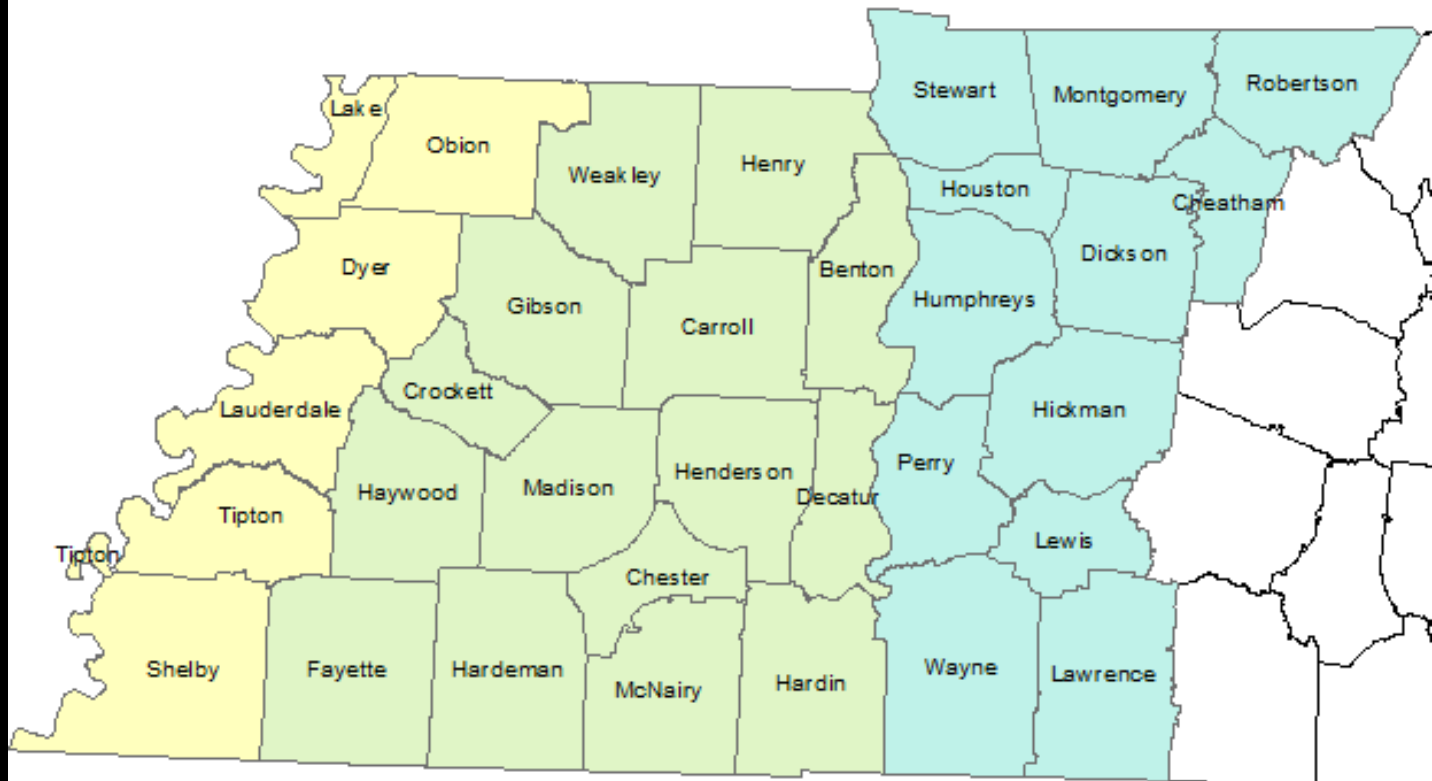 Lake
Obion
Weakley
Henry
Stewart
Montgomery
Robertson
Houston
Cheatham
Dyer
Gibson
Carroll
Benton
Humphreys
Dickson
Lauderdale
Crockett
Hickman
Tipton
Tipton
Haywood
Madison
Henderson
Decatur
Perry
Lewis
Chester
Shelby
Fayette
Hardeman
McNairy
Hardin
Wayne
Lawrence